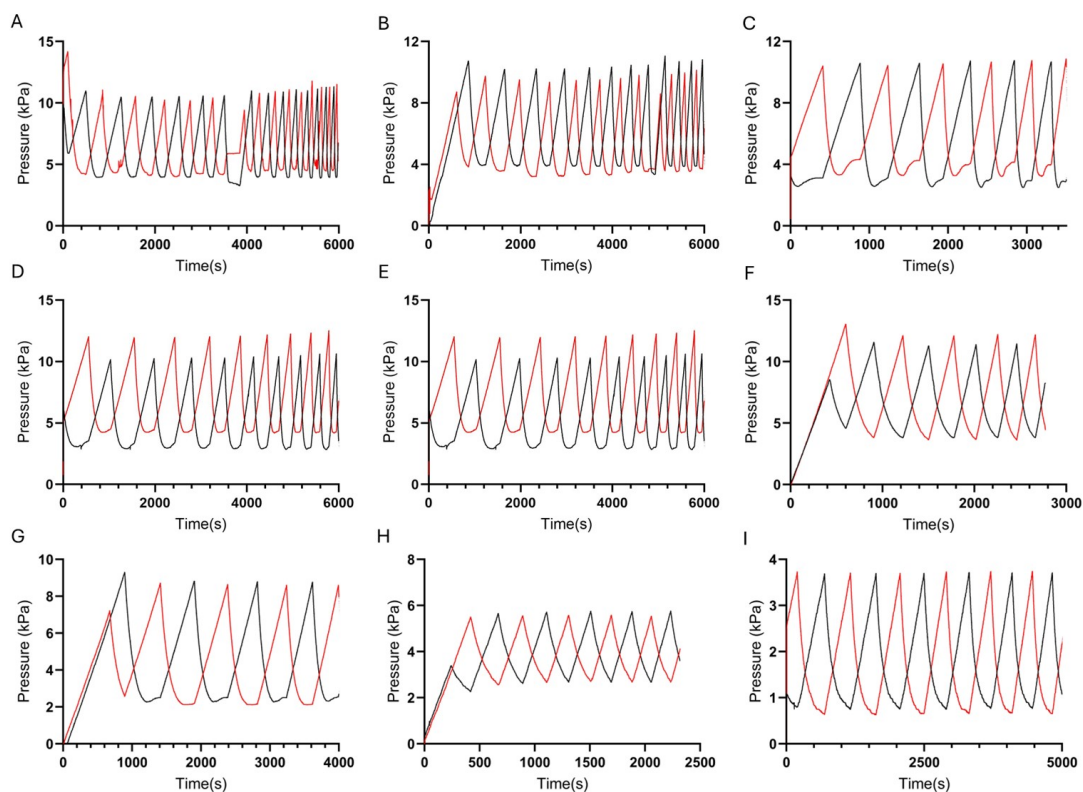 A
B
C
15
10
5
0
Pressure (kPa)
0 2000 4000 6000
Time(s)
12
8
4
0
Pressure (kPa)
0 2000 4000 6000
Time(s)
12
8
4
0
Pressure (kPa)
0 1000 2000 3000
Time(s)
D
E
F
15
10
5
0
Pressure (kPa)
0 2000 4000 6000
Time(s)
15
10
5
0
Pressure (kPa)
0 2000 4000 6000
Time(s)
15
10
5
0
Pressure (kPa)
0 1000 2000 3000
Time(s)
G
H
I
10
8
6
4
2
0
Pressure (kPa)
0 1000 2000 3000 4000
Time(s)
8
6
4
2
0
Pressure (kPa)
0 500 1000 1500 2000 2500
Time(s)
4
3
2
1
0
Pressure (kPa)
0 2500 5000
Time(s)